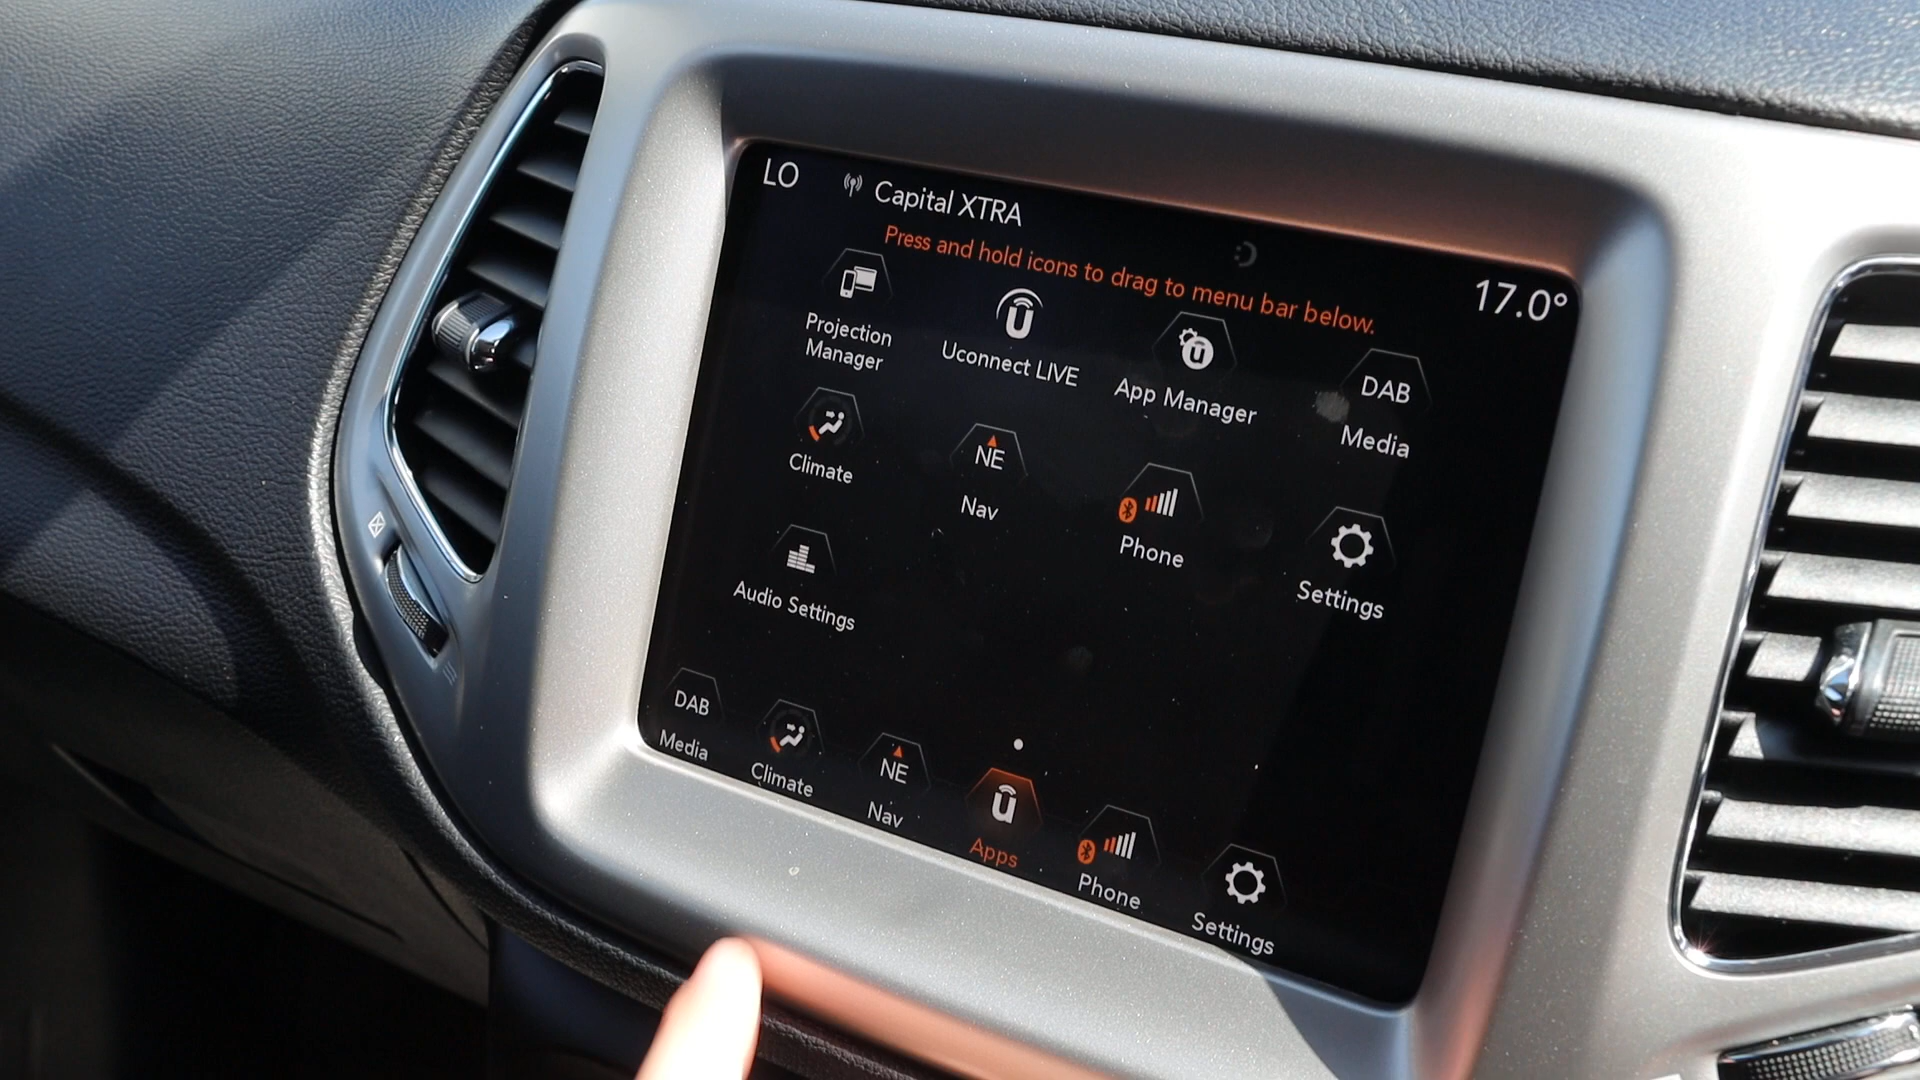 LO
Capital XTRA
17.0°
Press and hold icons to drag to menu bar below.
Projection
Manager
Uconnect LIVE
App Manager
DAB
Media
Climate
NE
Nav
Phone
Settings
Audio Settings
DAB
Media
Climate
NE
Nav
Apps
Phone
Settings